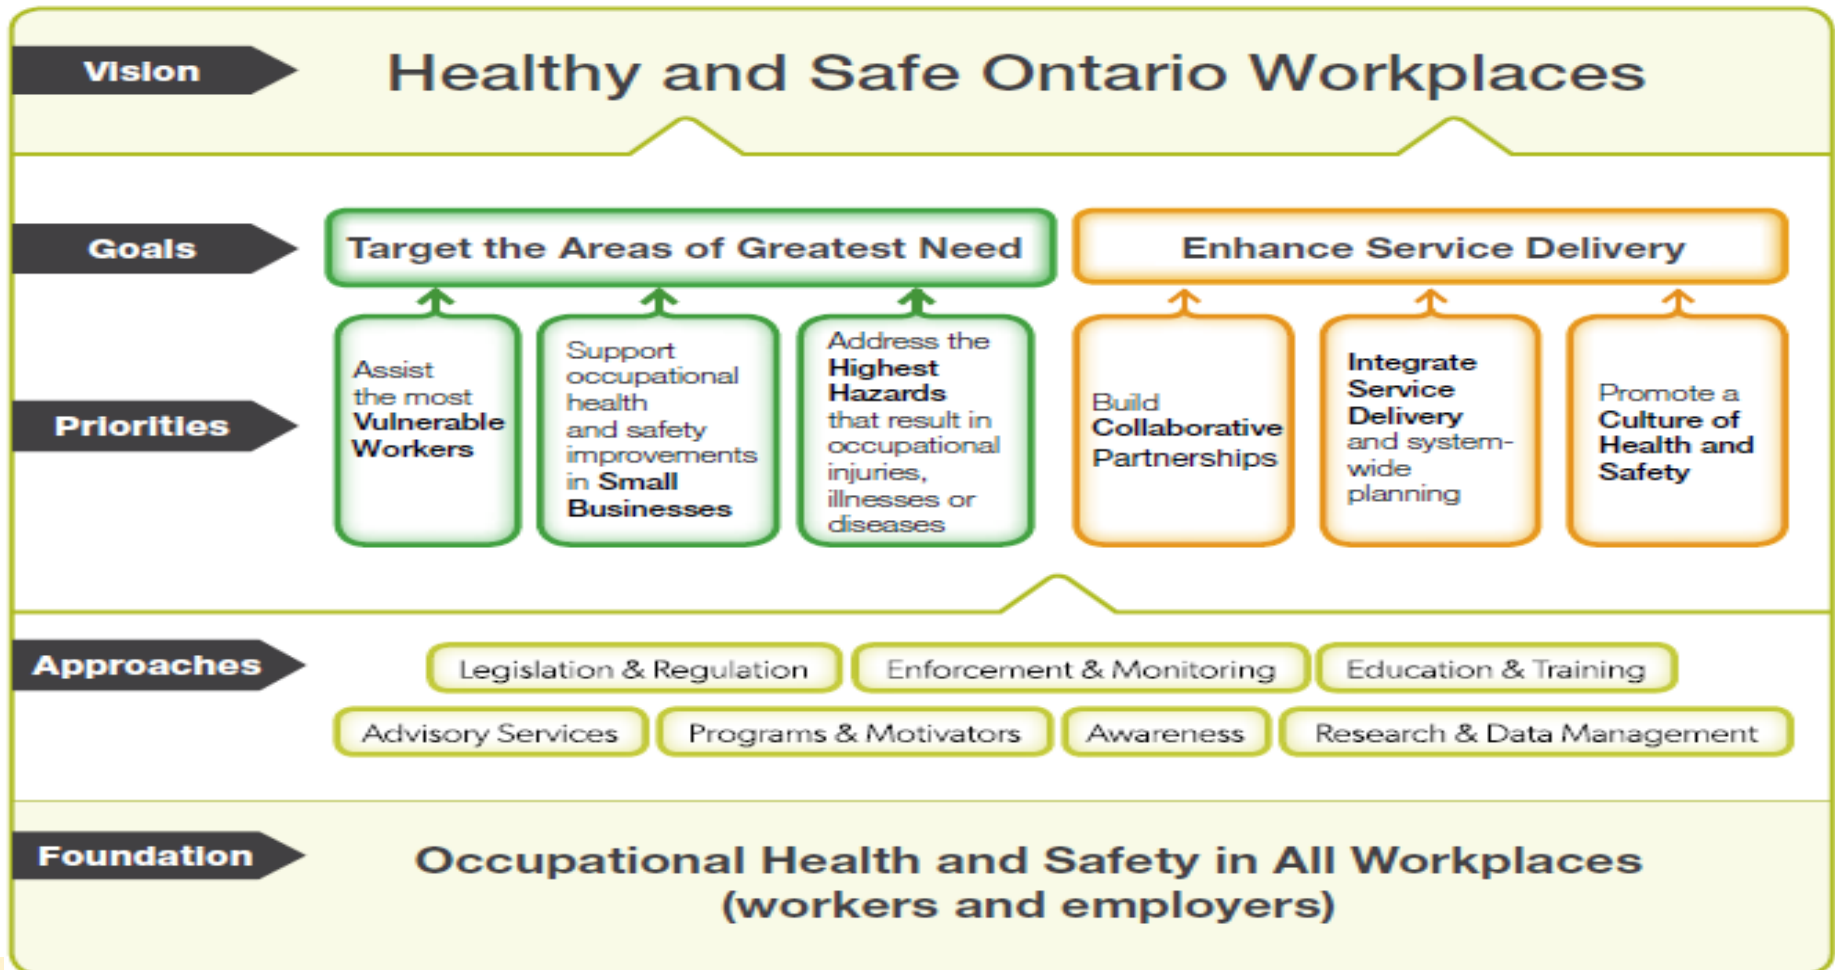 Vision
Healthy and Safe Ontario Workplaces
Goals
Target the Areas of Greatest Need
Enhance Service Delivery
Priorities
Assist
the most
Vulnerable
Workers
Support
occupational
health
and safety
improvements
in Small
Businesses
Address the
Highest
Hazards
that result in
occupational
injuries,
illnesses or
diseases
Build
Collaborative
Partnerships
Integrate
Service
Delivery
and system-
wide
planning
Promote a
Culture of
Health and
Safety
Approaches
Legislation & Regulation
Enforcement & Monitoring
Education & Training
Advisory Services
Programs & Motivators
Awareness
Research & Data Management
Foundation
Occupational Health and Safety in All Workplaces
(workers and employers)